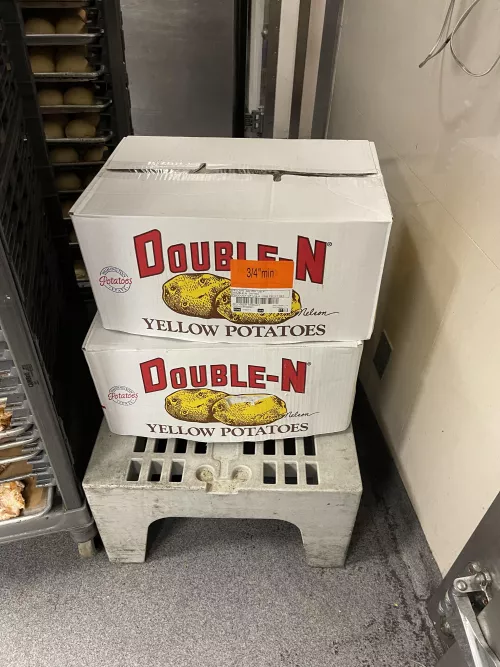 DOUBLE-N
3/4"min
Potatoes
Nelson
YELLOW POTATOES
DOUBLE-N
Potatoes
Nelson
YELLOW POTATOES